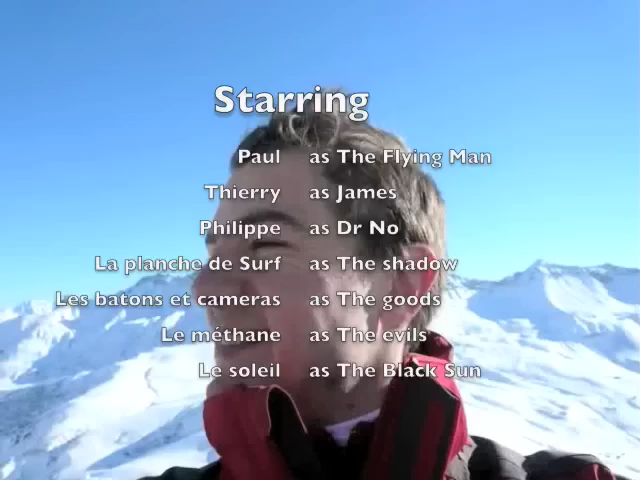 Starring
Paul as The Flying Man
Thierry as James
Philippe as Dr No
La planche de Surf as The shadow
Les batons et cameras as The goods
Le méthane as The evils
Le soleil as The Black Sun